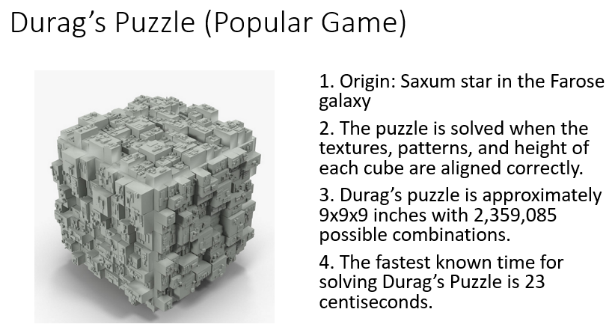 Durag’s Puzzle (Popular Game)
1. Origin: Saxum star in the Farose
galaxy
2. The puzzle is solved when the
textures, patterns, and height of
each cube are aligned correctly.
3. Durag’s puzzle is approximately
9x9x9 inches with 2,359,085
possible combinations.
4. The fastest known time for
solving Durag’s Puzzle is 23
centiseconds.